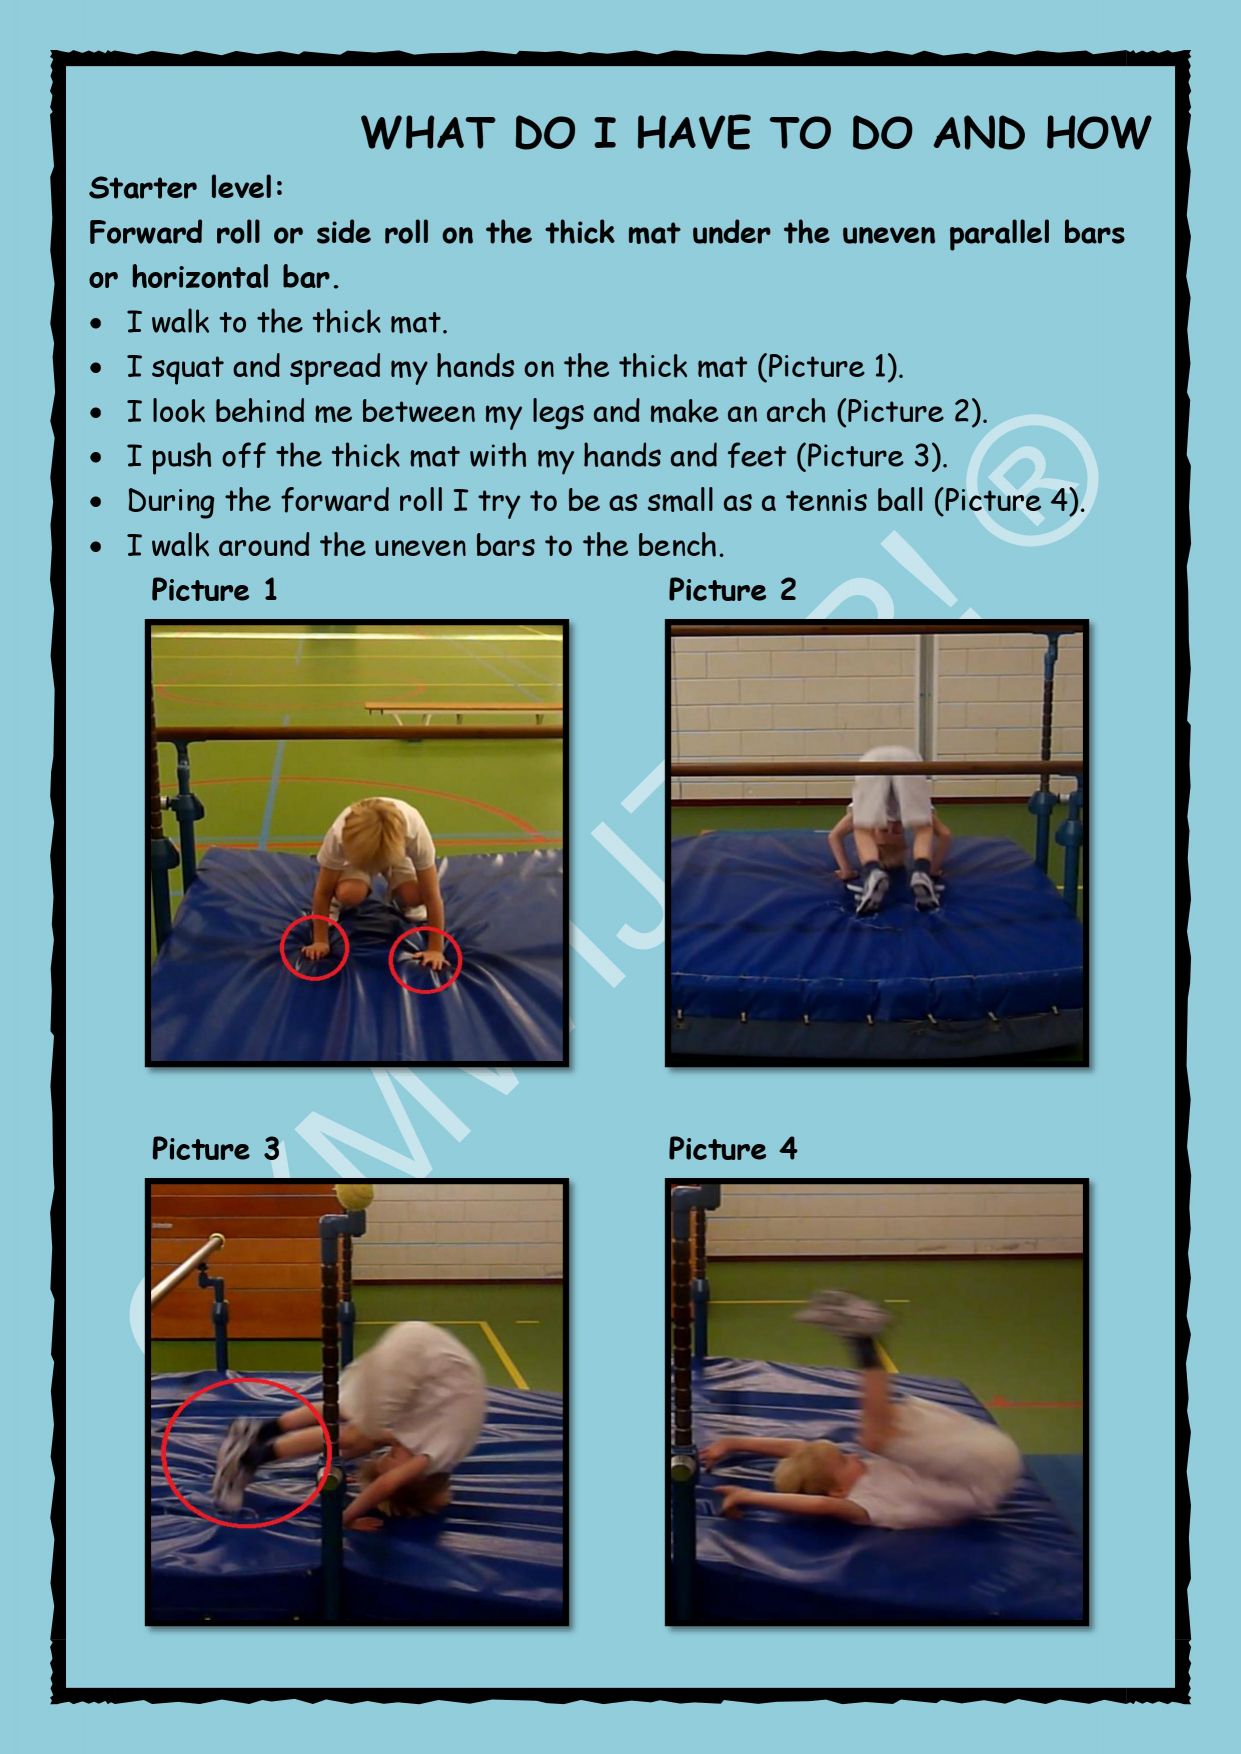 WHAT DO I HAVE TO DO AND HOW
Starter level:
Forward roll or side roll on the thick mat under the uneven parallel bars
or horizontal bar.
• I walk to the thick mat.
• I squat and spread my hands on the thick mat (Picture 1).
• I look behind me between my legs and make an arch (Picture 2).
• I push off the thick mat with my hands and feet (Picture 3).
• During the forward roll I try to be as small as a tennis ball (Picture 4).
• I walk around the uneven bars to the bench.
Picture 1
Picture 2
Picture 3
Picture 4